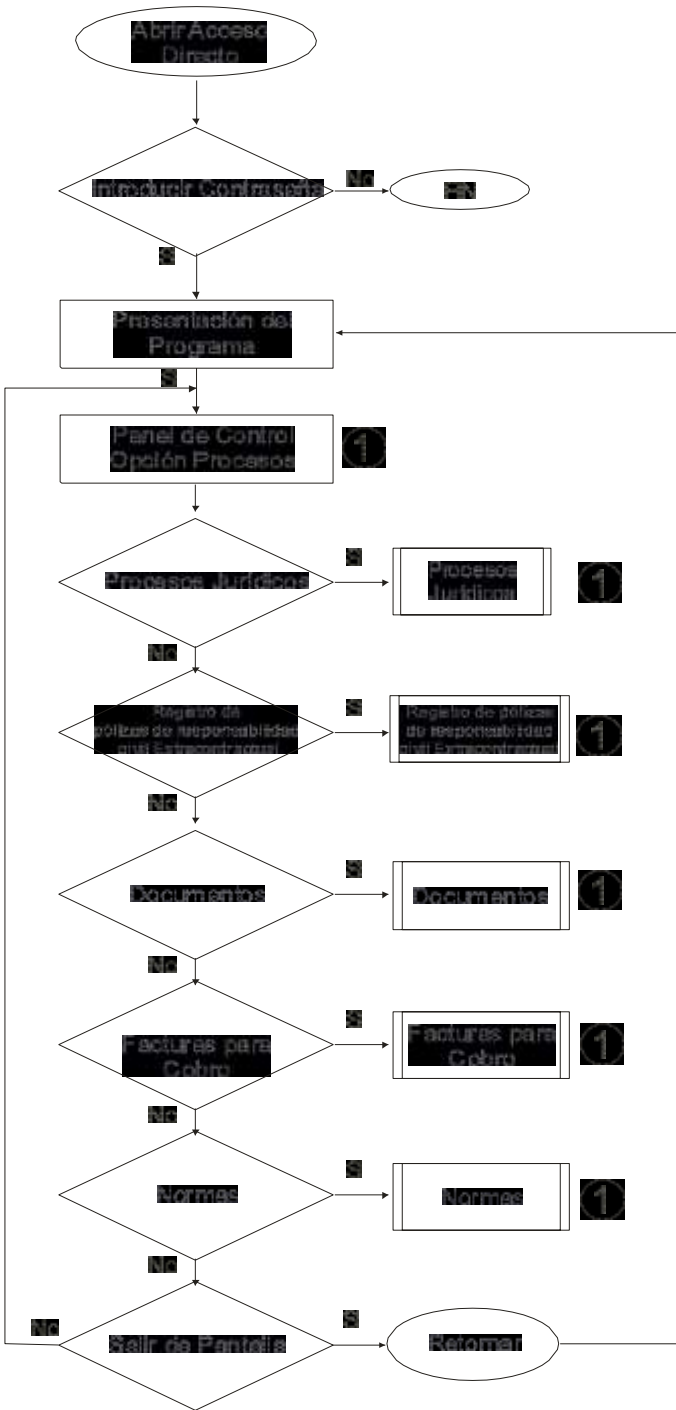 Abrir Acceso
Directo
Introducir Contraseña
No
FIN
Si
Presentación del
Programa
Si
Panel de Control
Opción Procesos
1
Procesos Jurídicos
Si
Procesos
Jurídicos
1
No
Registro de
pólizas de responsabilidad
civil Extracontractual
Si
Registro de pólizas
de responsabilidad
civil Extracontractual
1
No
Documentos
Si
Documentos
1
No
Facturas para
Cobro
Si
Facturas para
Cobro
1
No
Normas
Si
Normas
1
No
No
Salir de Pantalla
Si
Retornar